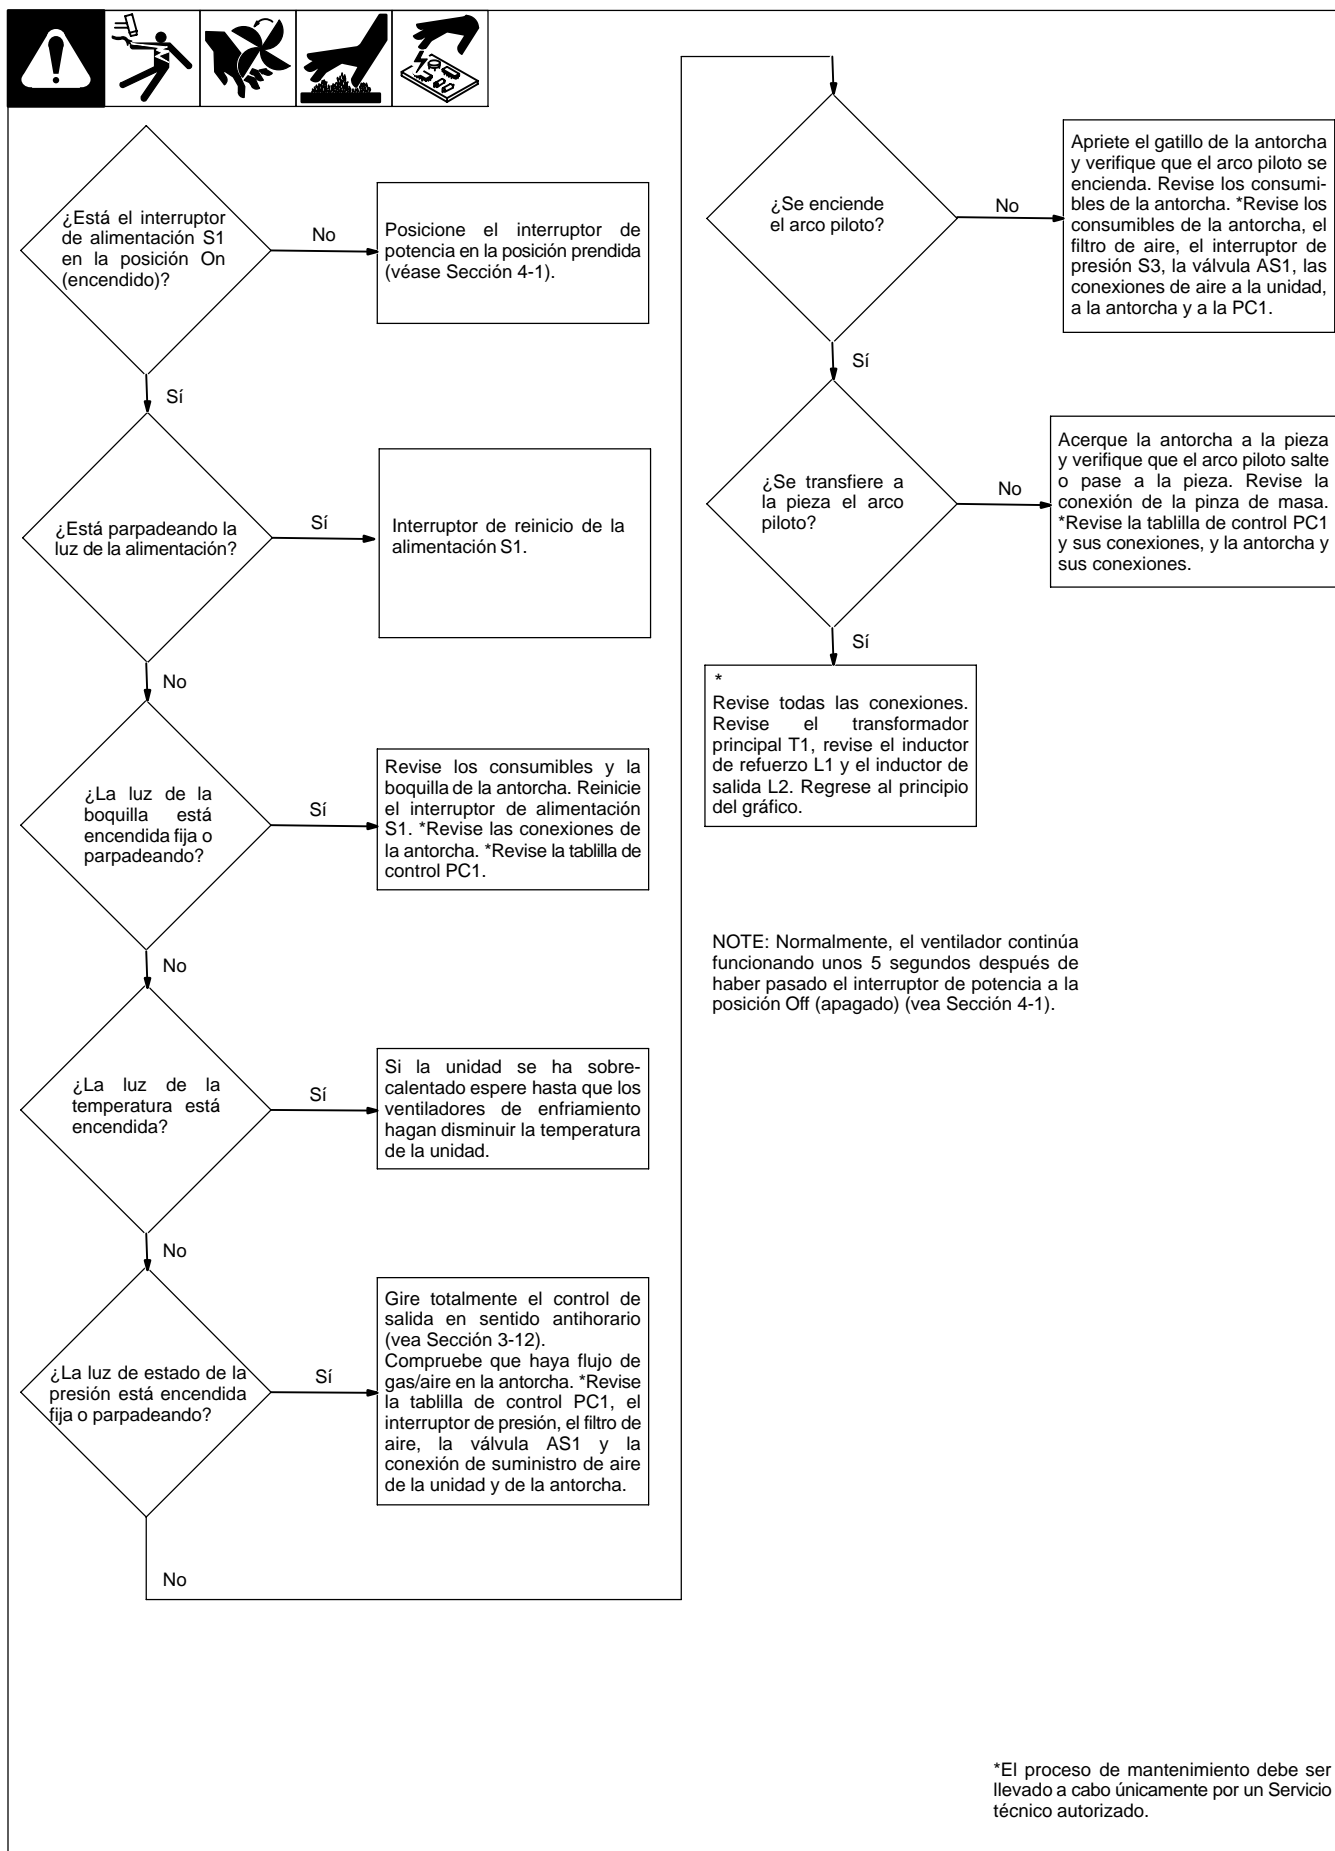 ¿Está el interruptor
de alimentación S1
en la posición On
(encendido)?
No
Posicione el interruptor de
potencia en la posición prendida
(véase Sección 4-1).
Sí
¿Está parpadeando la
luz de la alimentación?
Sí
Interruptor de reinicio de la
alimentación S1.
No
¿La luz de la
boquilla está
encendida fija o
parpadeando?
Sí
Revise los consumibles y la
boquilla de la antorcha. Reinicie
el interruptor de alimentación
S1. *Revise las conexiones de
la antorcha. *Revise la tablilla de
control PC1.
No
¿La luz de la
temperatura está
encendida?
Sí
Si la unidad se ha sobre-
calentado espere hasta que los
ventiladores de enfriamiento
hagan disminuir la temperatura
de la unidad.
No
¿La luz de estado de la
presión está encendida
fija o parpadeando?
Sí
Gire totalmente el control de
salida en sentido antihorario
(vea Sección 3-12).
Compruebe que haya flujo de
gas/aire en la antorcha. *Revise
la tablilla de control PC1, el
interruptor de presión, el filtro de
aire, la válvula AS1 y la
conexión de suministro de aire
de la unidad y de la antorcha.
No
¿Se enciende
el arco piloto?
No
Apriete el gatillo de la antorcha
y verifique que el arco piloto se
encienda. Revise los consumi-
bles de la antorcha. *Revise los
consumibles de la antorcha, el
filtro de aire, el interruptor de
presión S3, la válvula AS1, las
conexiones de aire a la unidad,
a la antorcha y a la PC1.
Sí
¿Se transfiere a
la pieza el arco
piloto?
No
Acerque la antorcha a la pieza
y verifique que el arco piloto salte
o pase a la pieza. Revise la
conexión de la pinza de masa.
*Revise la tablilla de control PC1
y sus conexiones, y la antorcha y
sus conexiones.
Sí
*
Revise todas las conexiones.
Revise el transformador
principal T1, revise el inductor
de refuerzo L1 y el inductor de
salida L2. Regrese al principio
del gráfico.
NOTE: Normalmente, el ventilador continúa
funcionando unos 5 segundos después de
haber pasado el interruptor de potencia a la
posición Off (apagado) (vea Sección 4-1).
*El proceso de mantenimiento debe ser
llevado a cabo únicamente por un Servicio
técnico autorizado.